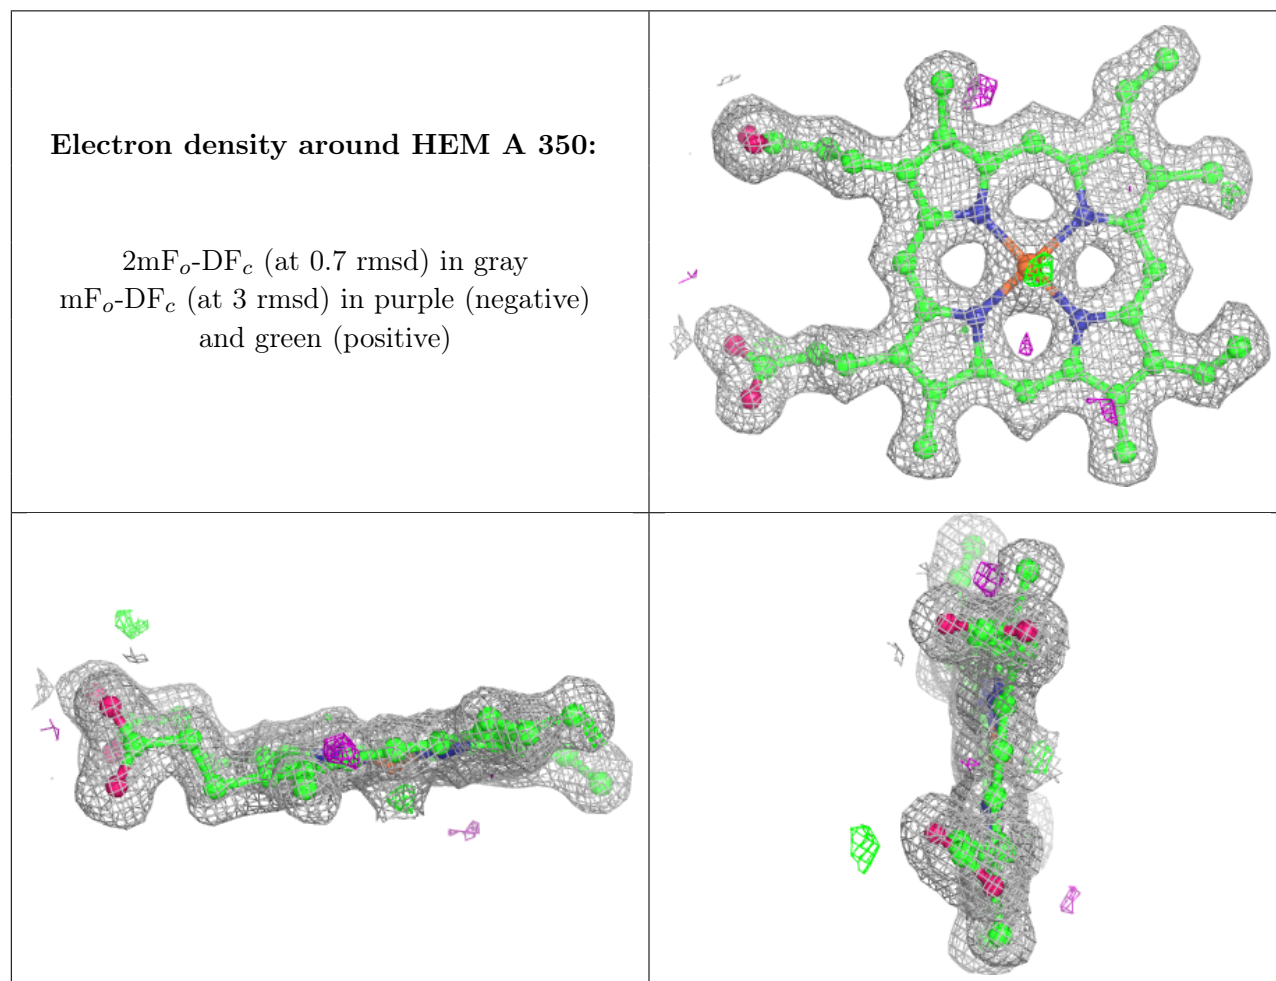 Electron density around HEM A 350:
2mFo-DFc (at 0.7 rmsd) in gray
mFo-DFc (at 3 rmsd) in purple (negative)
and green (positive)